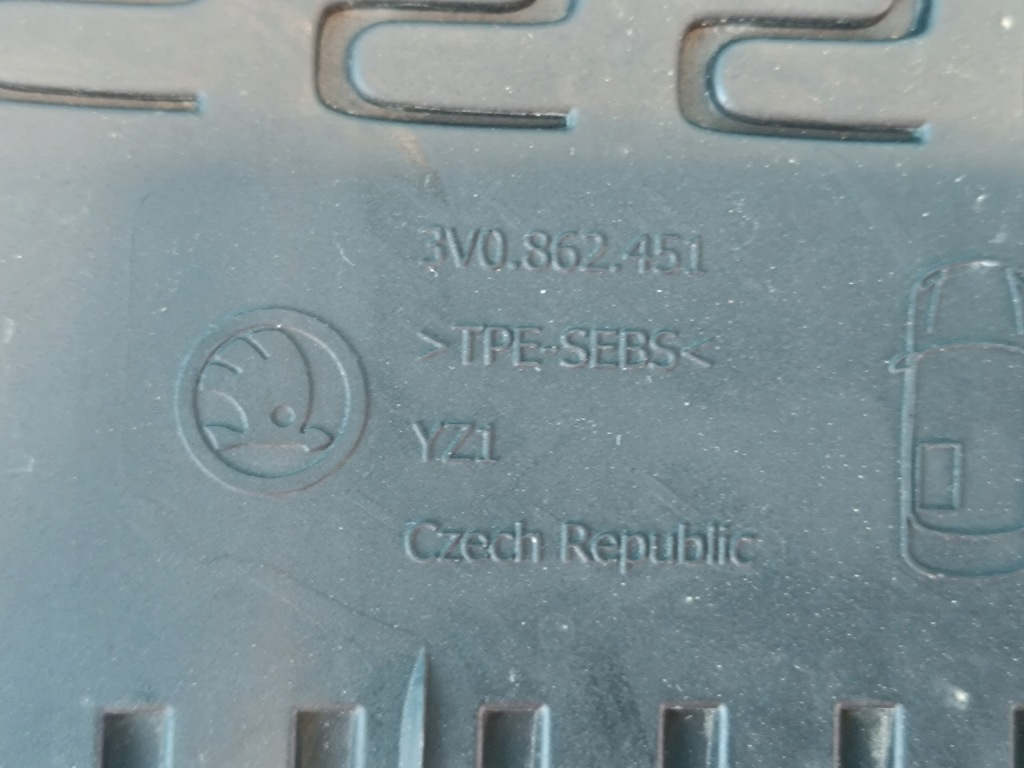 3V0.862.451
>TPE-SEBS<
YZ1
Czech Republic